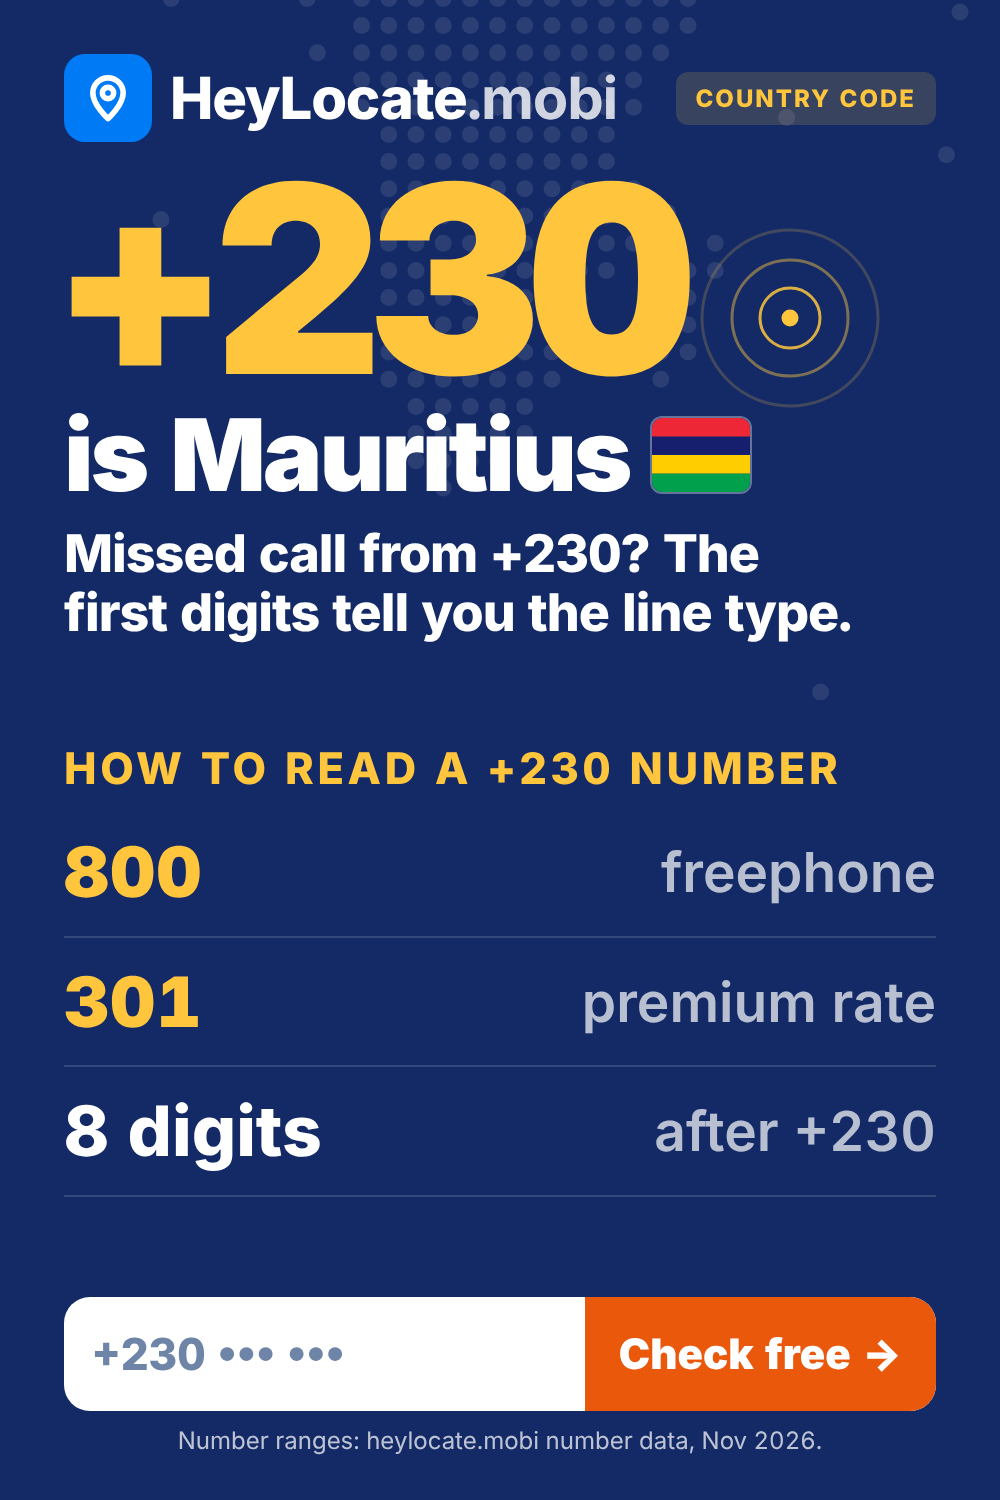 HeyLocate.mobi
COUNTRY CODE
+230
is Mauritius
Missed call from +230? The
first digits tell you the line type.
HOW TO READ A +230 NUMBER
800 freephone
301 premium rate
8 digits after +230
+230 ••• •••
Check free →
Number ranges: heylocate.mobi number data, Nov 2026.